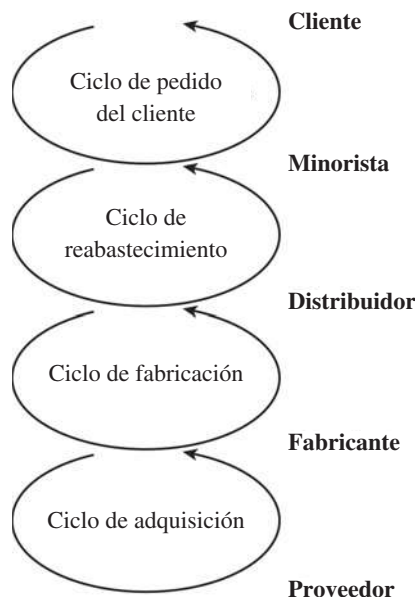 Cliente
Ciclo de pedido
del cliente
Minorista
Ciclo de
reabastecimiento
Distribuidor
Ciclo de fabricación
Fabricante
Ciclo de adquisición
Proveedor